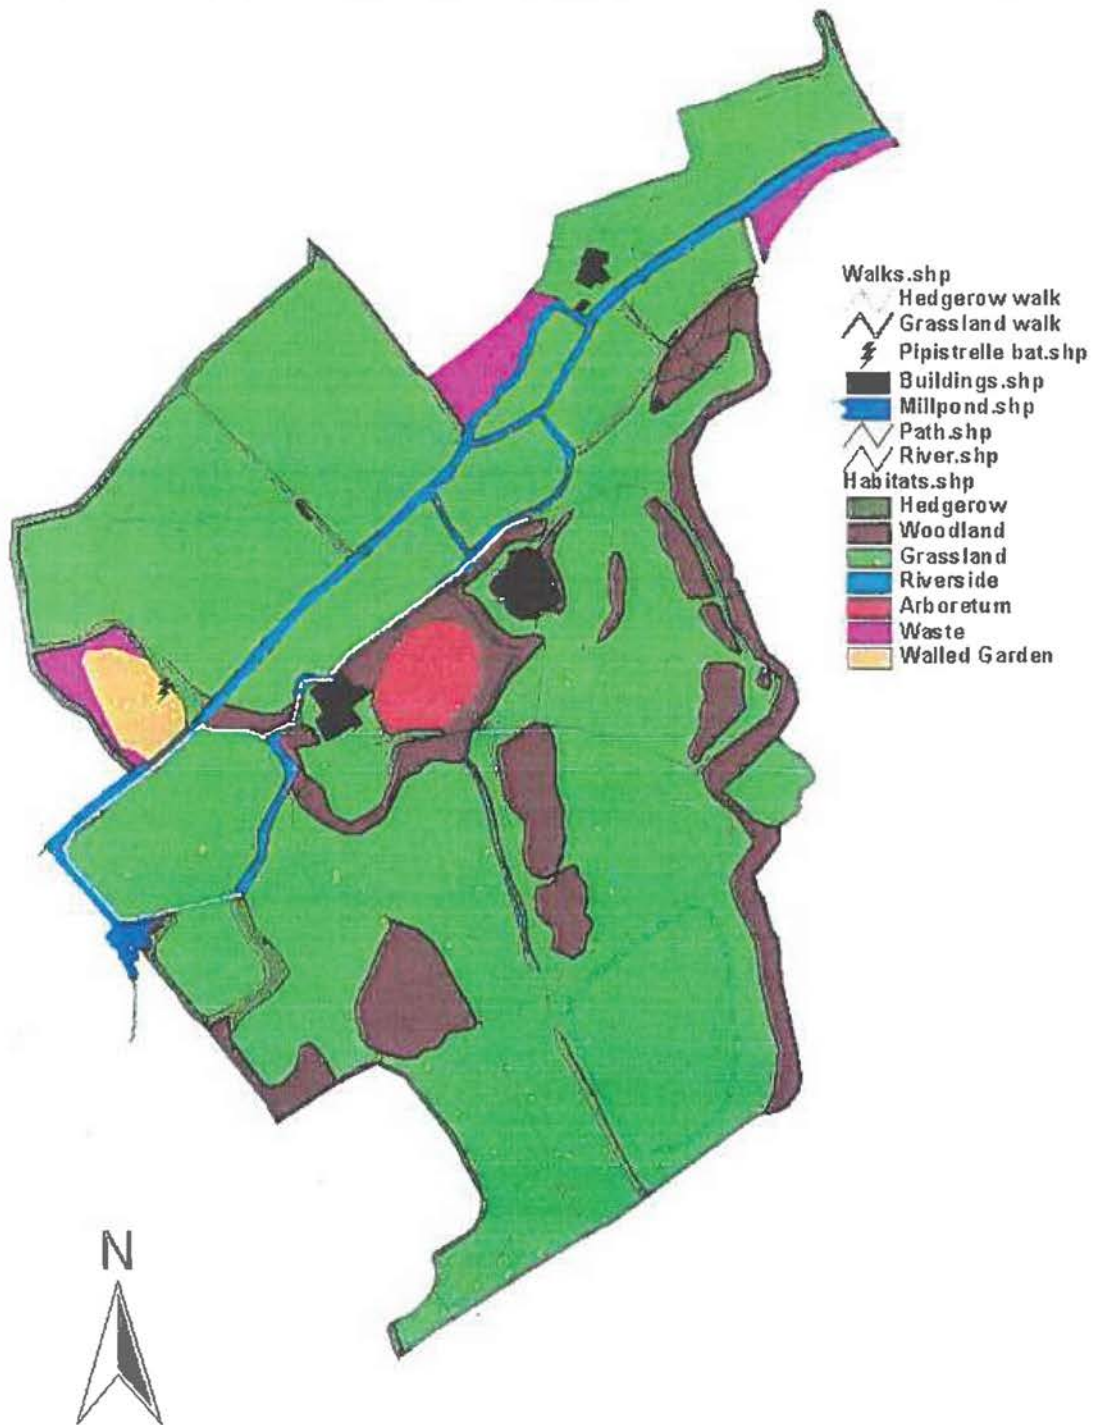 Walks.shp
Hedgerow walk
Grassland walk
Pipistrelle bat.shp
Buildings.shp
Millpond.shp
Path.shp
River.shp
Habitats.shp
Hedgerow
Woodland
Grassland
Riverside
Arboretum
Waste
Walled Garden
N